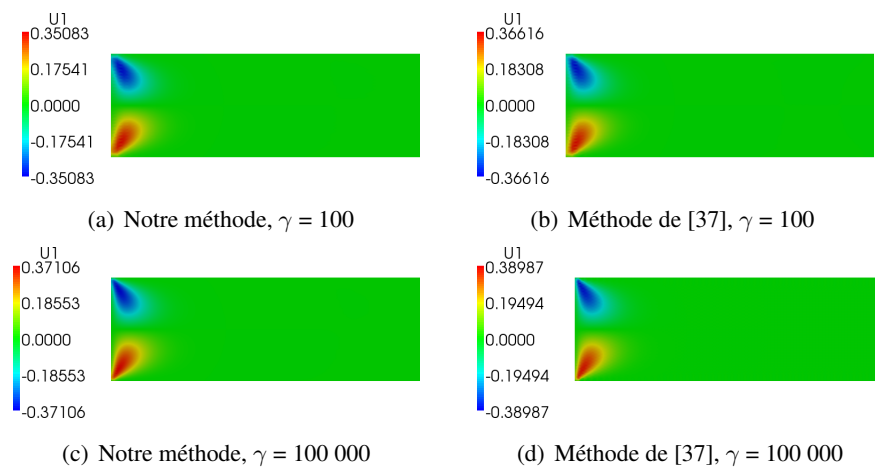 U1
0.35083
0.17541
0.0000
-0.17541
-0.35083
U1
0.36616
0.18308
0.0000
-0.18308
-0.36616
(a) Notre méthode, γ = 100
(b) Méthode de [37], γ = 100
U1
0.37106
0.18553
0.0000
-0.18553
-0.37106
U1
0.38987
0.19494
0.0000
-0.19494
-0.38987
(c) Notre méthode, γ = 100 000
(d) Méthode de [37], γ = 100 000